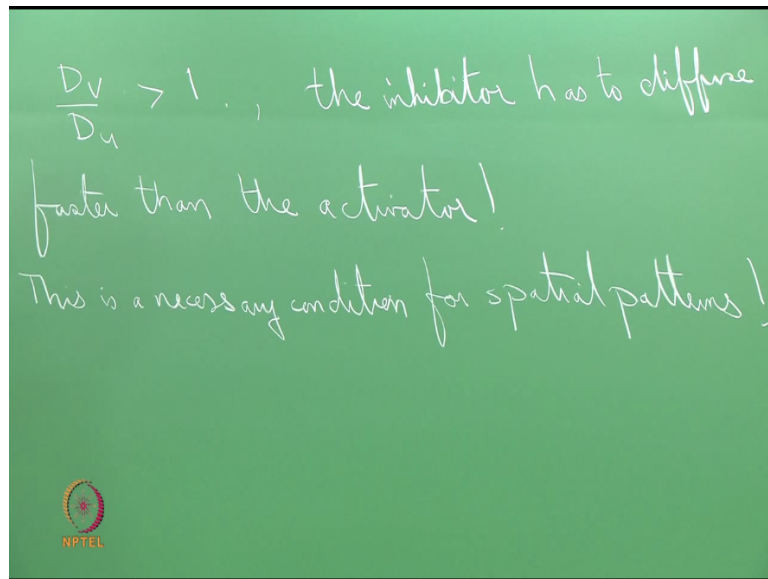 Dv/Du > 1., the inhibitor has to diffuse
faster than the activator!
This is a necessary condition for spatial patterns!
NPTEL